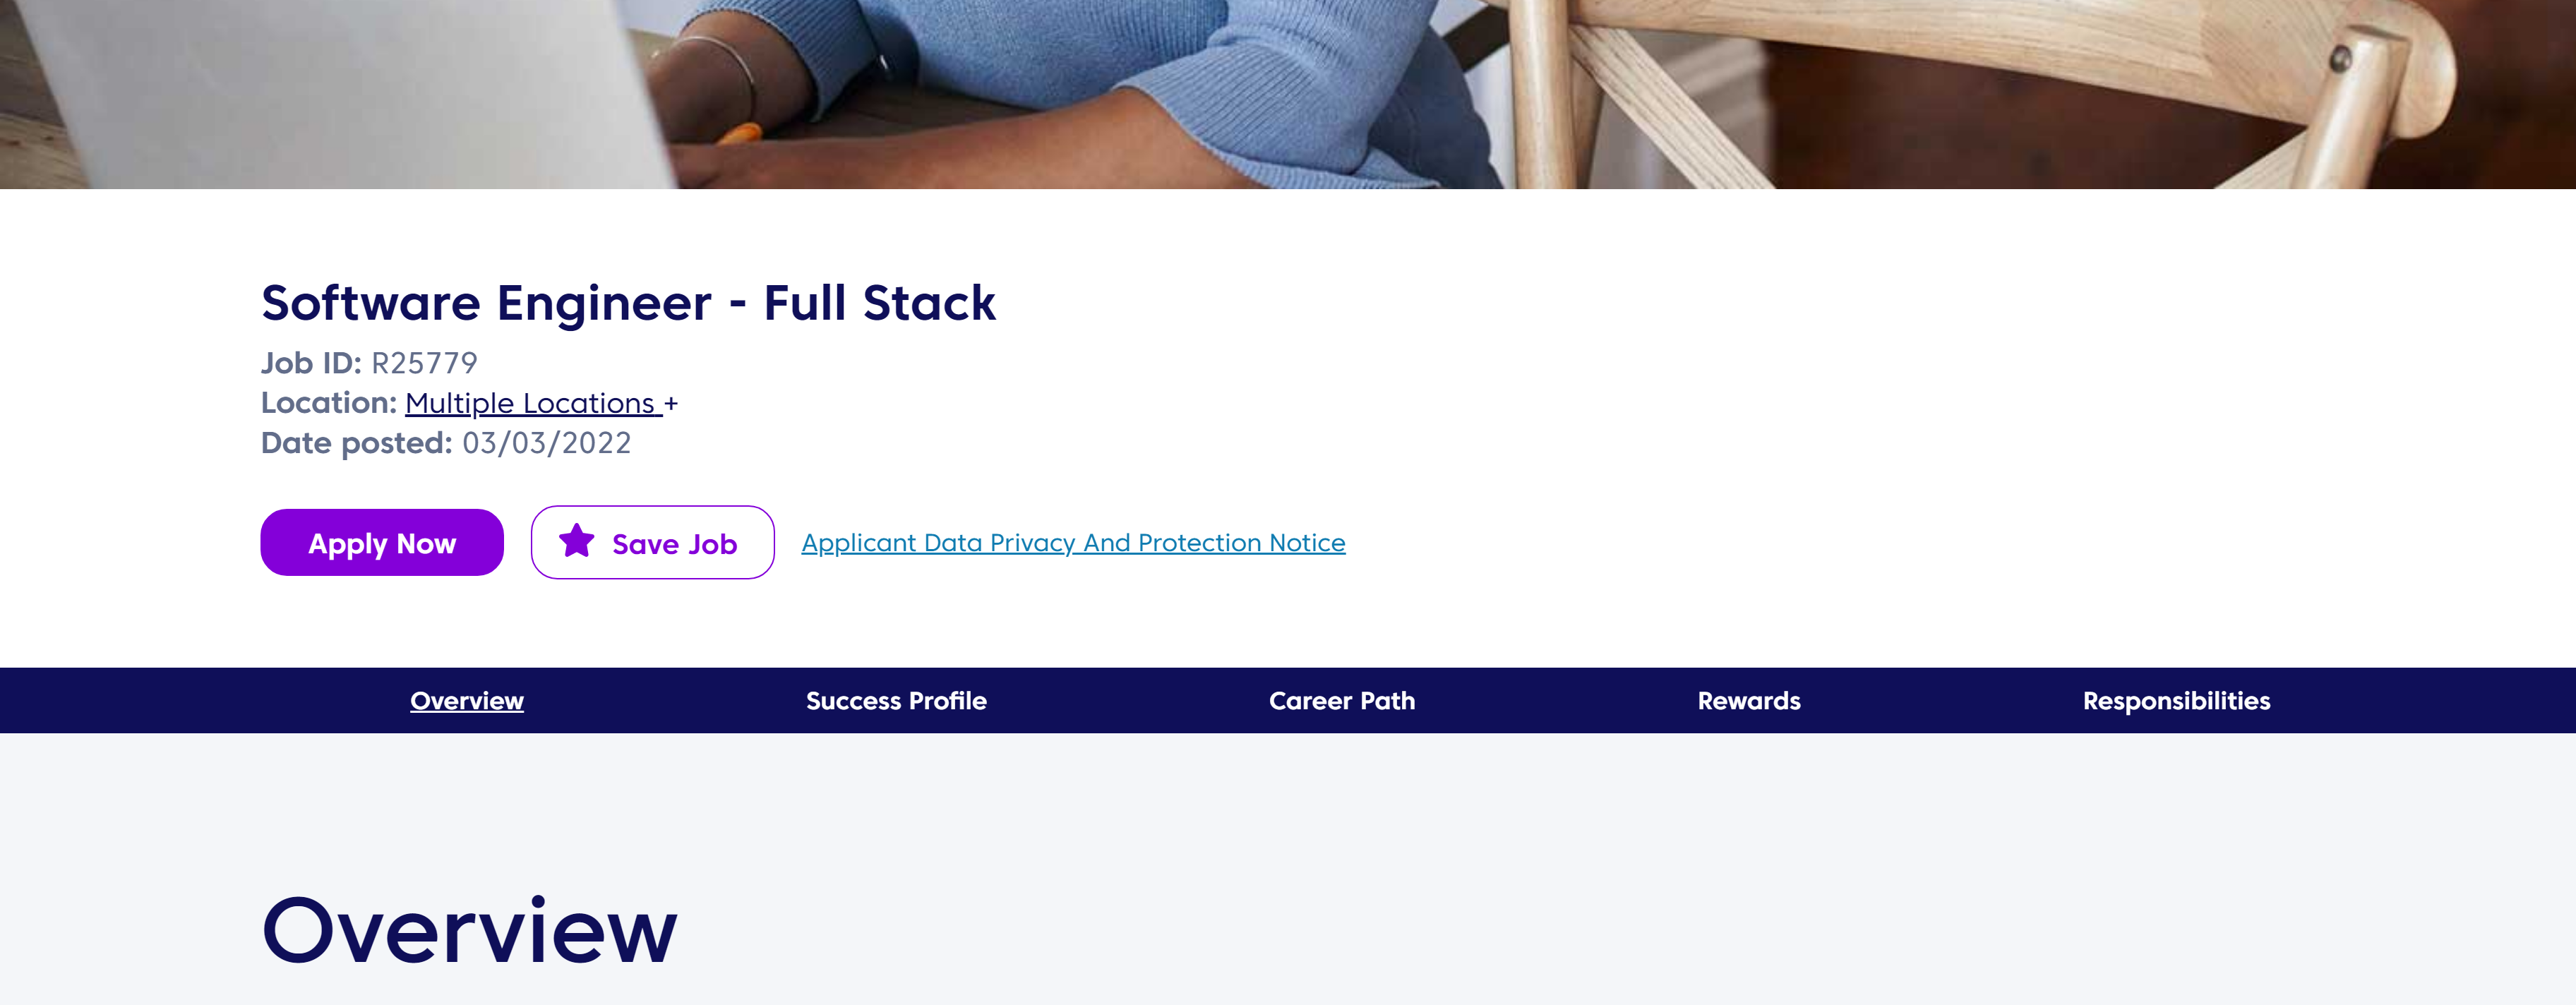 Software Engineer - Full Stack
Job ID: R25779
Location: Multiple Locations +
Date posted: 03/03/2022
Apply Now Save Job Applicant Data Privacy And Protection Notice
Overview Success Profile Career Path Rewards Responsibilities
Overview